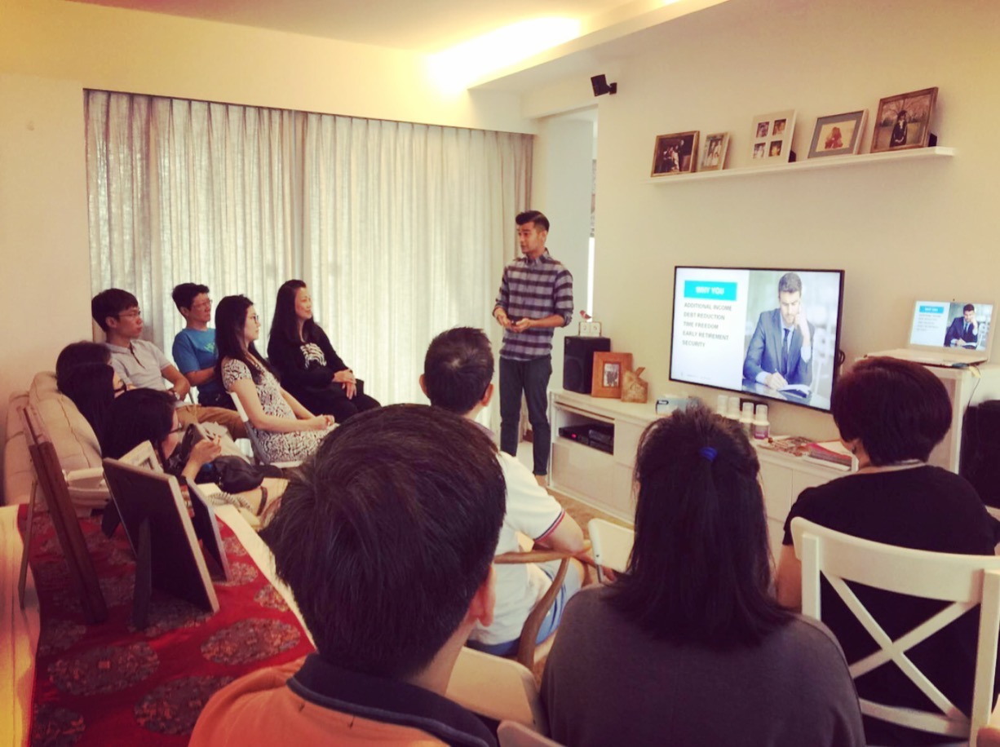 WHY YOU
ADDITIONAL INCOME
DEBT REDUCTION
TIME FREEDOM
EARLY RETIREMENT
SECURITY